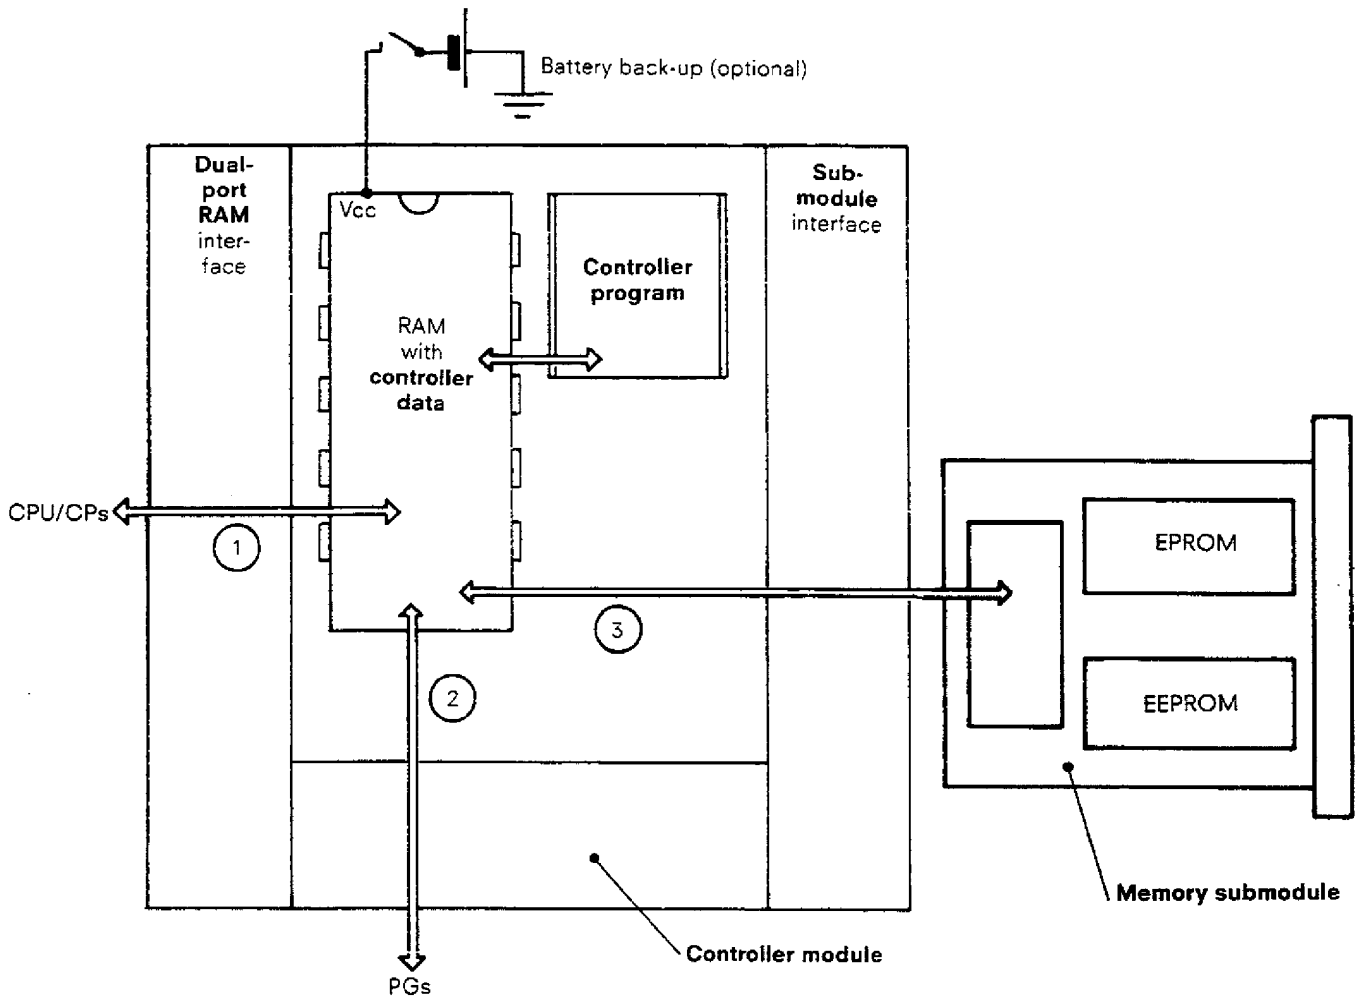 Battery back-up (optional)
Dual-
port
RAM
inter-
face
Vcc
RAM
with
controller
data
Controller
program
Sub-
module
interface
CPU/CPs
1
2
3
EPROM
EEPROM
Memory submodule
Controller module
PGs